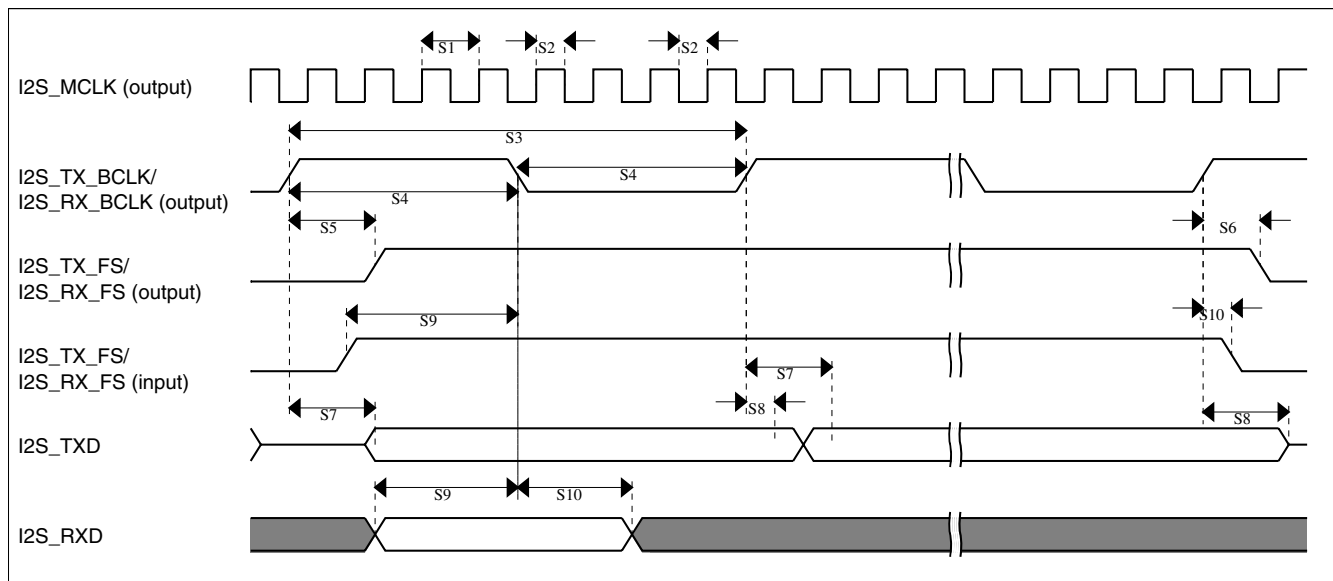 S1
S2
S2
I2S_MCLK (output)
S3
I2S_TX_BCLK/
I2S_RX_BCLK (output)
S4
S4
S5
S6
I2S_TX_FS/
I2S_RX_FS (output)
S9
S10
I2S_TX_FS/
I2S_RX_FS (input)
S7
S7
S8
S8
I2S_TXD
S9
S10
I2S_RXD